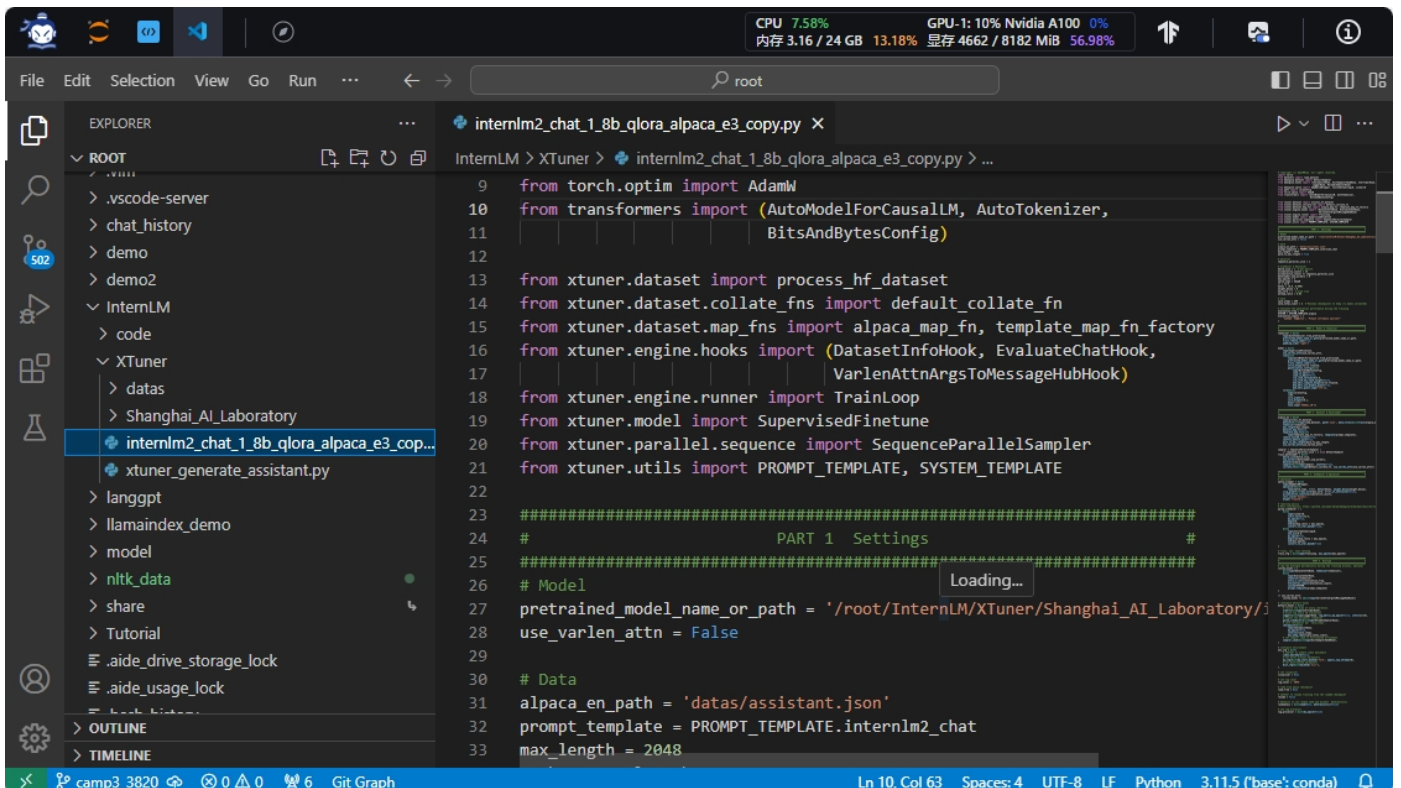 CPU 7.58% GPU-1: 10% Nvidia A100 0%
内存 3.16 / 24 GB 13.18% 显存 4662 / 8182 MiB 56.98%
File Edit Selection View Go Run ··· ← → root
EXPLORER ···
ROOT
.vscode-server
chat_history
demo
demo2
InternLM
code
XTuner
datas
Shanghai_AI_Laboratory
internlm2_chat_1_8b_qlora_alpaca_e3_cop...
xtuner_generate_assistant.py
langgpt
llamaindex_demo
model
nltk_data
share
Tutorial
.aide_drive_storage_lock
.aide_usage_lock
OUTLINE
TIMELINE
502
internlm2_chat_1_8b_qlora_alpaca_e3_copy.py ×
InternLM > XTuner > internlm2_chat_1_8b_qlora_alpaca_e3_copy.py > ...
9 from torch.optim import AdamW
10 from transformers import (AutoModelForCausalLM, AutoTokenizer,
11 BitsAndBytesConfig)
12
13 from xtuner.dataset import process_hf_dataset
14 from xtuner.dataset.collate_fns import default_collate_fn
15 from xtuner.dataset.map_fns import alpaca_map_fn, template_map_fn_factory
16 from xtuner.engine.hooks import (DatasetInfoHook, EvaluateChatHook,
17 VarlenAttnArgsToMessageHubHook)
18 from xtuner.engine.runner import TrainLoop
19 from xtuner.model import SupervisedFinetune
20 from xtuner.parallel.sequence import SequenceParallelSampler
21 from xtuner.utils import PROMPT_TEMPLATE, SYSTEM_TEMPLATE
22
23 #######################################################################
24 # PART 1 Settings #
25 #######################################################################
Loading...
26 # Model
27 pretrained_model_name_or_path = '/root/InternLM/XTuner/Shanghai_AI_Laboratory/i
28 use_varlen_attn = False
29
30 # Data
31 alpaca_en_path = 'datas/assistant.json'
32 prompt_template = PROMPT_TEMPLATE.internlm2_chat
33 max_length = 2048
camp3_3820 0 0 6 Git Graph Ln 10, Col 63 Spaces: 4 UTF-8 LF Python 3.11.5 ('base': conda)